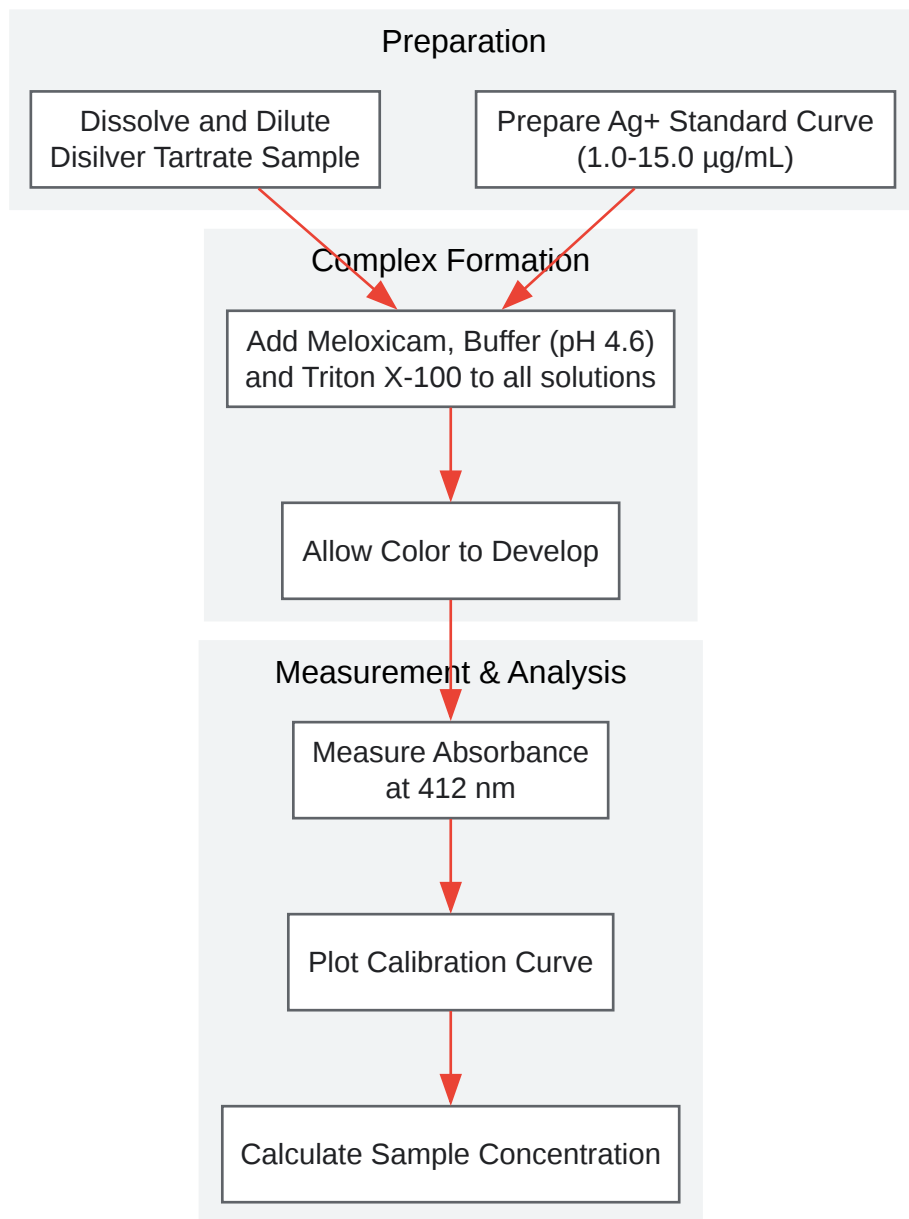 Preparation
Dissolve and Dilute
Disilver Tartrate Sample
Prepare Ag+ Standard Curve
(1.0-15.0 µg/mL)
Complex Formation
Add Meloxicam, Buffer (pH 4.6)
and Triton X-100 to all solutions
Allow Color to Develop
Measurement & Analysis
Measure Absorbance
at 412 nm
Plot Calibration Curve
Calculate Sample Concentration